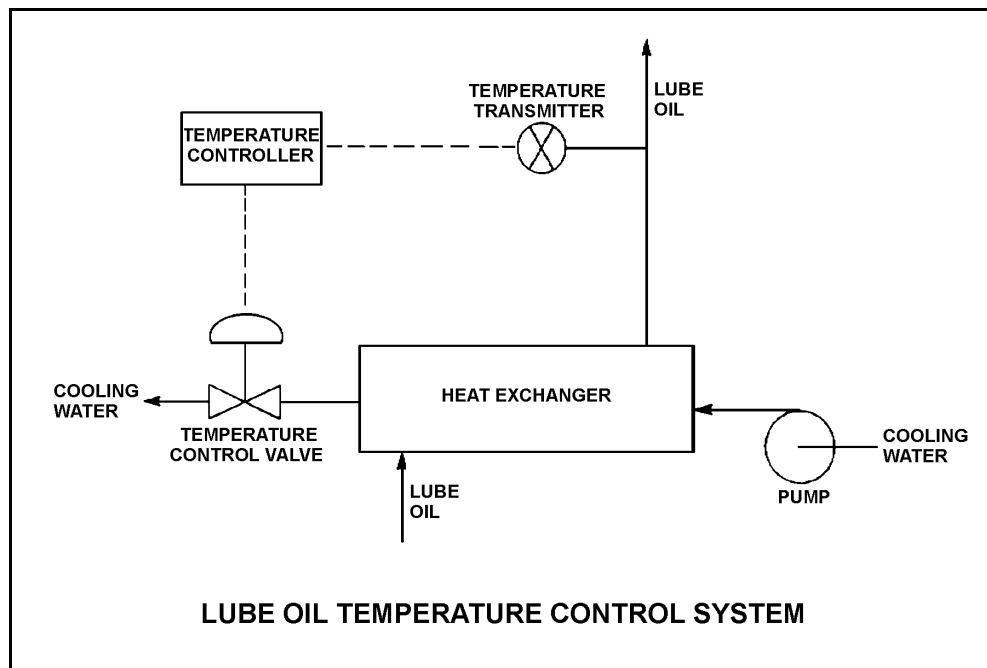 TEMPERATURE
TRANSMITTER
LUBE
OIL
TEMPERATURE
CONTROLLER
COOLING
WATER
HEAT EXCHANGER
TEMPERATURE
CONTROL VALVE
COOLING
WATER
PUMP
LUBE
OIL
LUBE OIL TEMPERATURE CONTROL SYSTEM